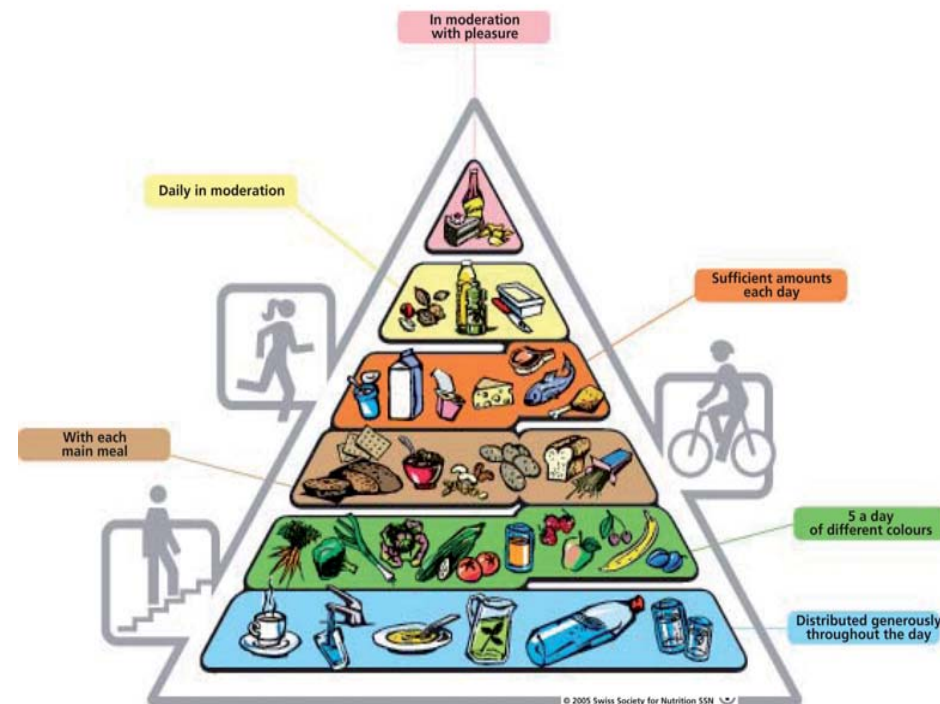 In moderation
with pleasure
Daily in moderation
Sufficient amounts
each day
With each
main meal
5 a day
of different colours
Distributed generously
throughout the day
© 2005 Swiss Society for Nutrition SSN